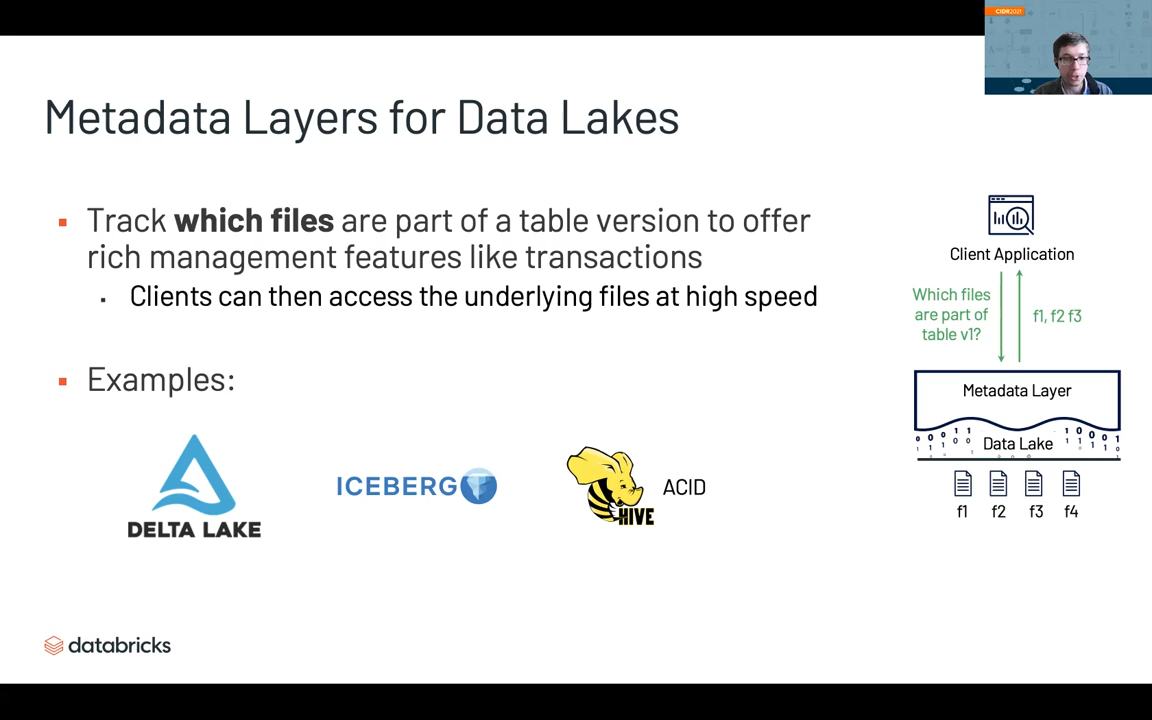 CIDR2021
Metadata Layers for Data Lakes
Track which files are part of a table version to offer
rich management features like transactions
Clients can then access the underlying files at high speed
Examples:
DELTA LAKE
ICEBERG
HIVE
ACID
Client Application
Which files
are part of
table v1?
f1, f2 f3
Metadata Layer
Data Lake
f1 f2 f3 f4
databricks